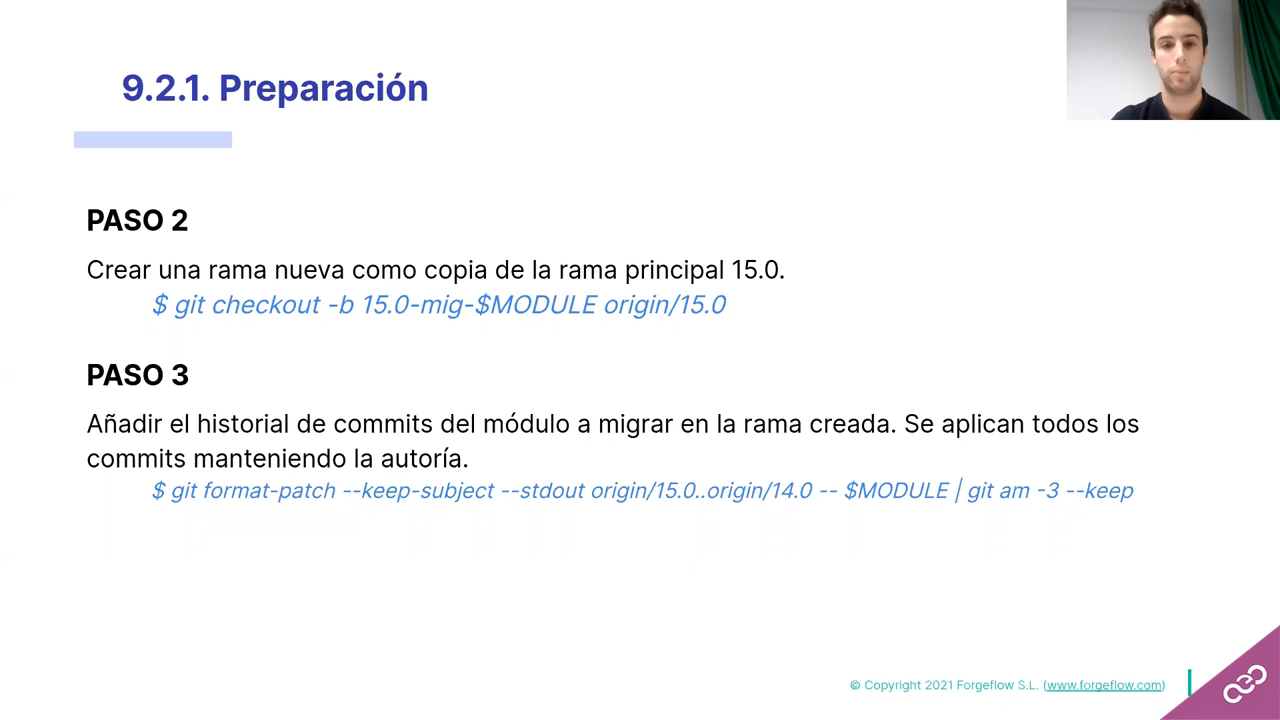 9.2.1. Preparación
PASO 2
Crear una rama nueva como copia de la rama principal 15.0.
$ git checkout -b 15.0-mig-$MODULE origin/15.0
PASO 3
Añadir el historial de commits del módulo a migrar en la rama creada. Se aplican todos los
commits manteniendo la autoría.
$ git format-patch --keep-subject --stdout origin/15.0..origin/14.0 -- $MODULE | git am -3 --keep
© Copyright 2021 Forgeflow S.L. (www.forgeflow.com)